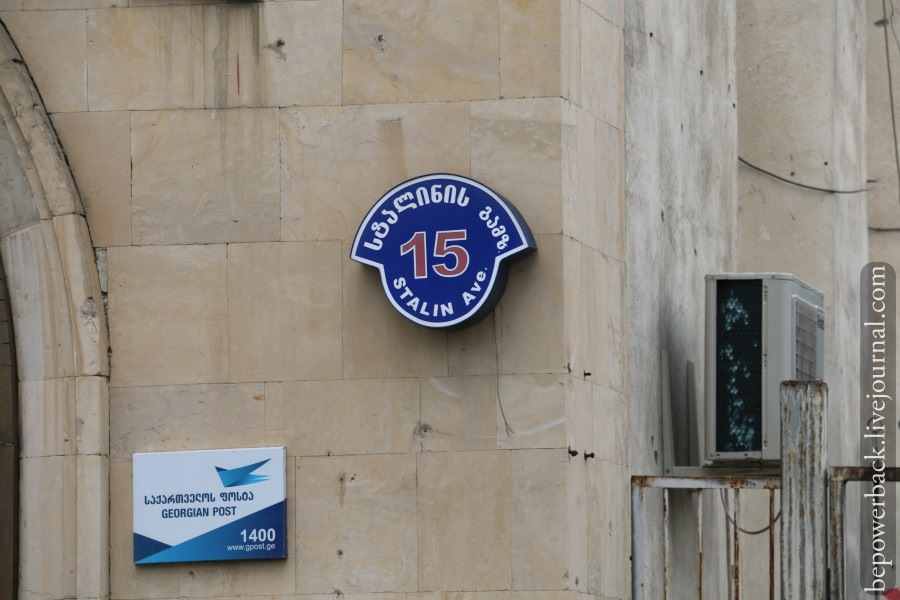 სტალინის გამზ.
15
STALIN Ave.
საქართველოს ფოსტა
GEORGIAN POST
1400
www.gpost.ge
bepowerback.livejournal.com